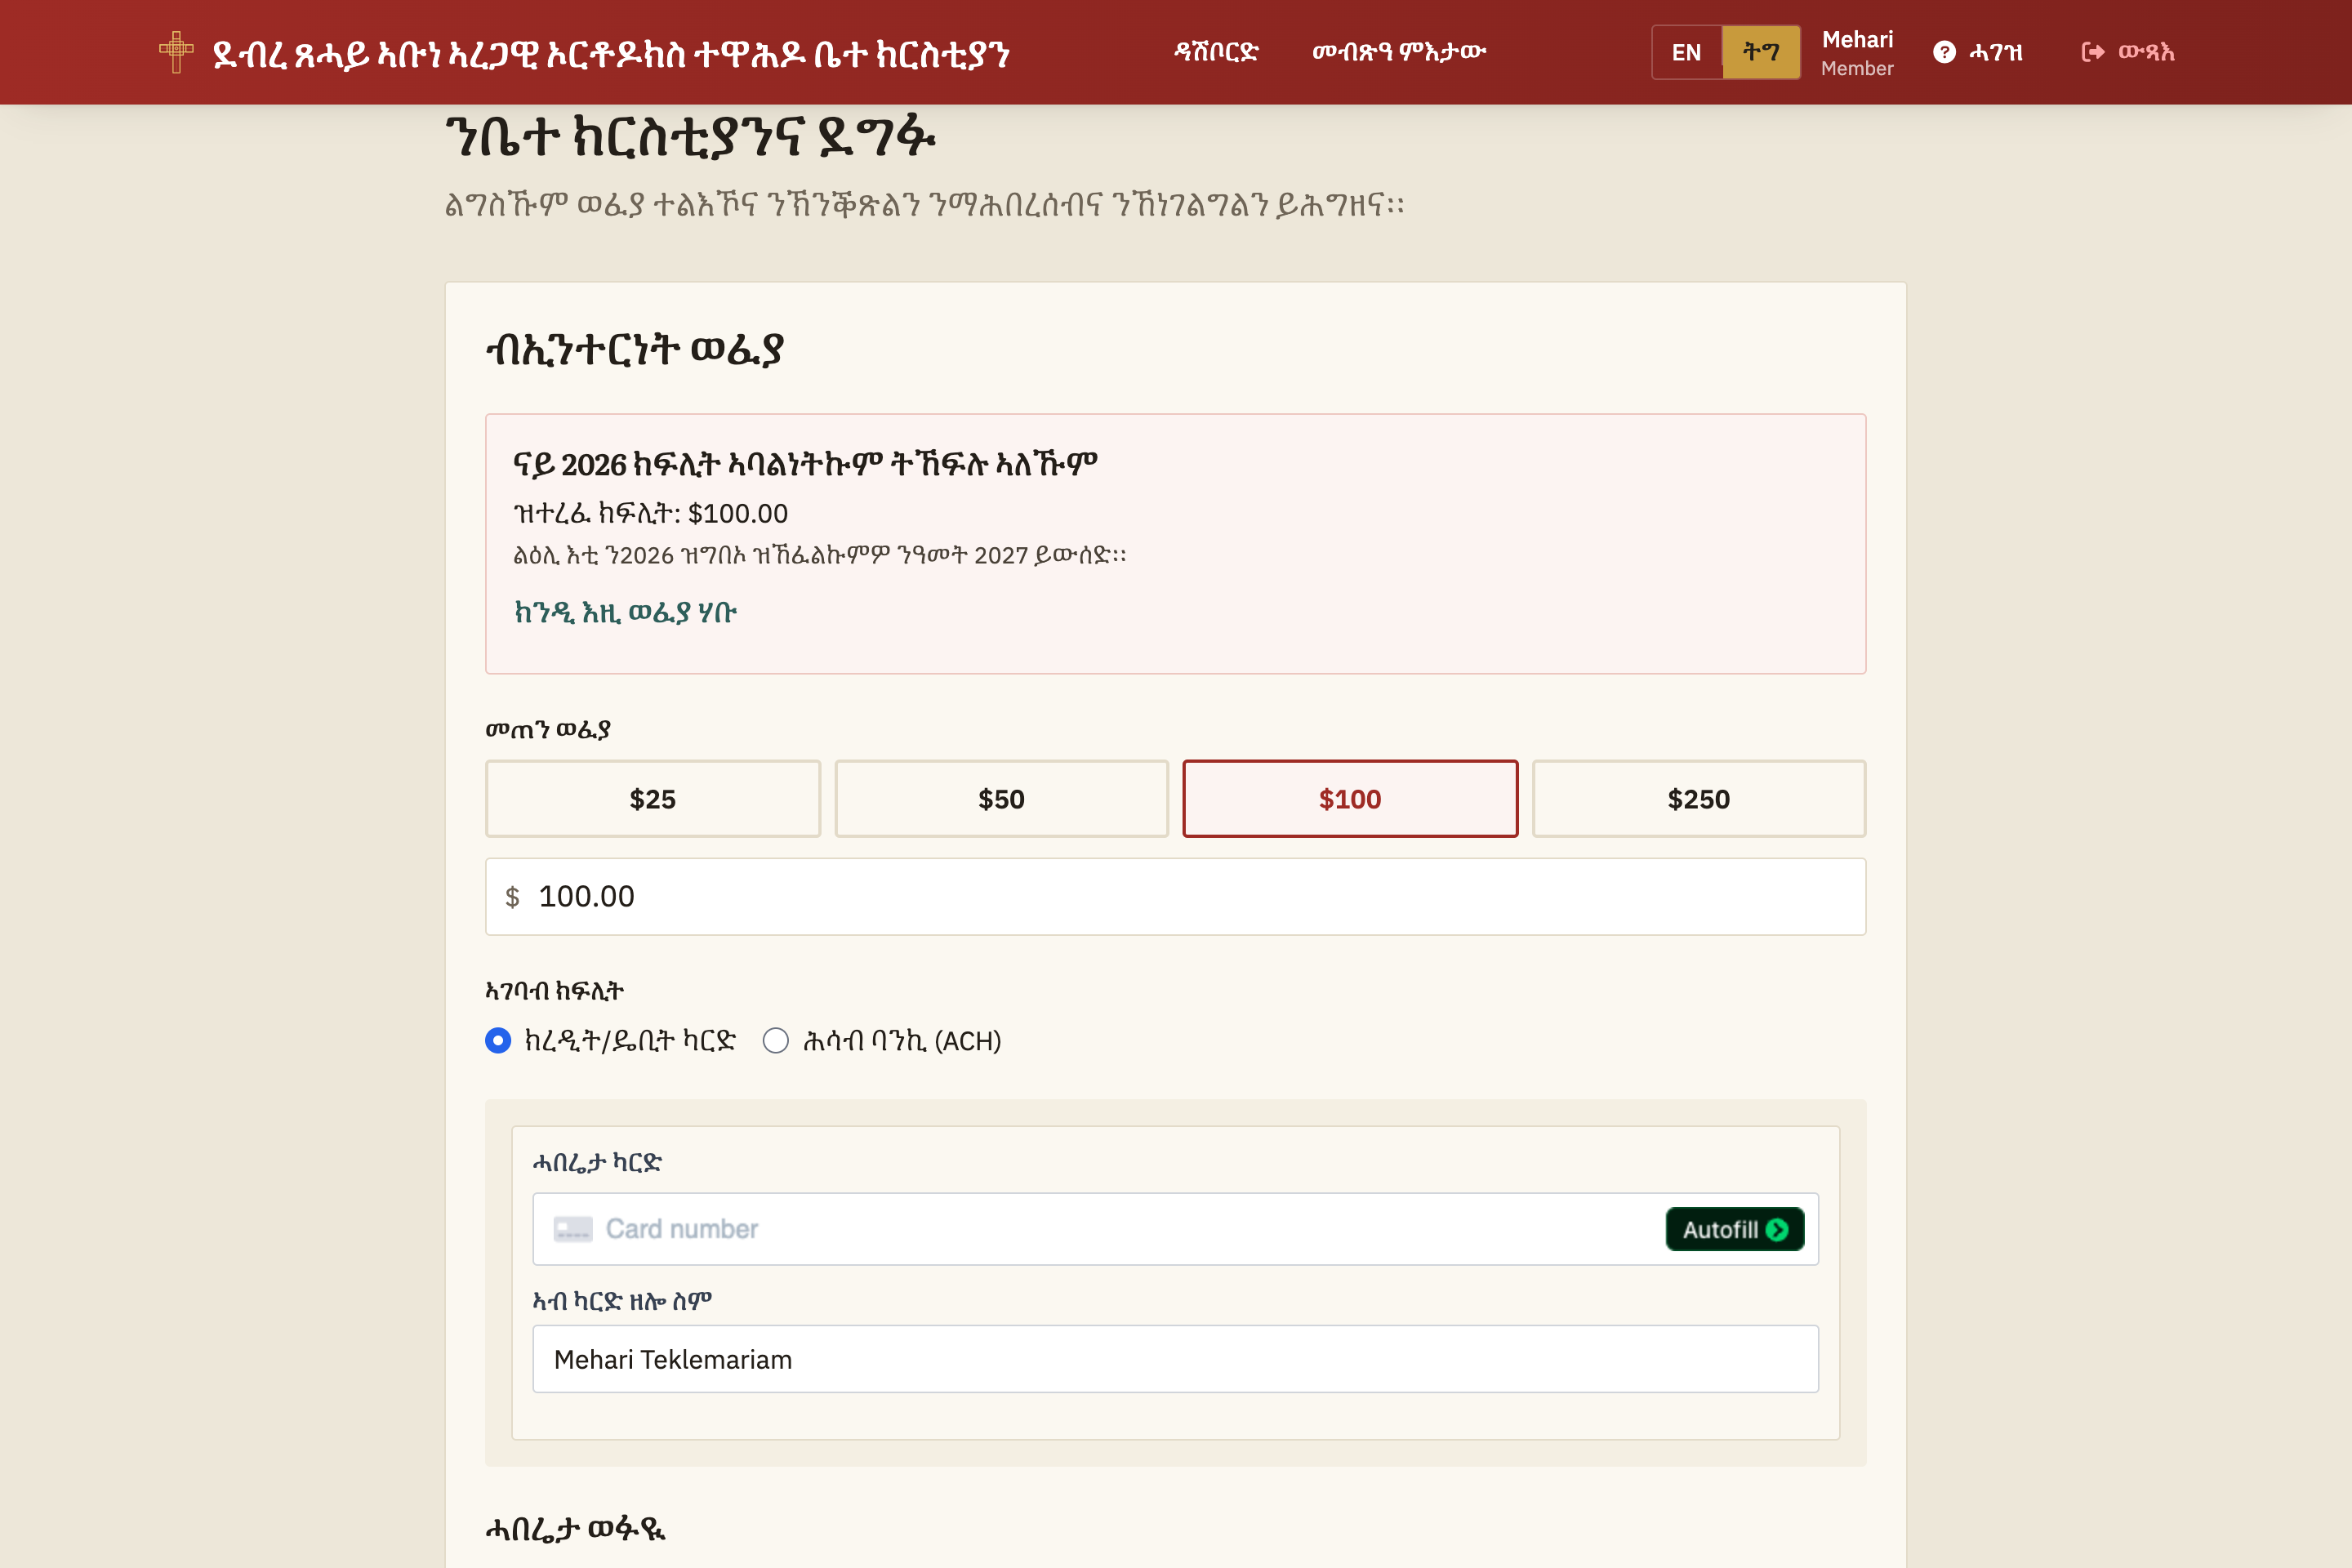 ደብረ ጸሓይ ኣቡነ ኣረጋዊ ኦርቶዶክስ ተዋሕዶ ቤተ ክርስቲያን
ዳሽቦርድ
መብጽዓ ምእታው
EN
ትግ
Mehari
Member
ሓገዝ
ውጻእ
ንቤተ ክርስቲያንና ደግፉ
ልግስኹም ወፈያ ተልእኾና ንኽንቕጽልን ንማሕበረሰብና ንኸነገልግልን ይሕግዘና።
ብኢንተርነት ወፈያ
ናይ 2026 ክፍሊት ኣባልነትኩም ትኸፍሉ ኣለኹም
ዝተረፈ ክፍሊት: $100.00
ልዕሊ እቲ ን2026 ዝግበኦ ዝኸፈልኩምዎ ንዓመት 2027 ይውሰድ።
ክንዲ እዚ ወፈያ ሃቡ
መጠን ወፈያ
$25
$50
$100
$250
$ 100.00
ኣገባብ ክፍሊት
ክረዲት/ዴቢት ካርድ
ሕሳብ ባንኪ (ACH)
ሓበሬታ ካርድ
Card number
Autofill
ኣብ ካርድ ዘሎ ስም
Mehari Teklemariam
ሓበሬታ ወፋዪ